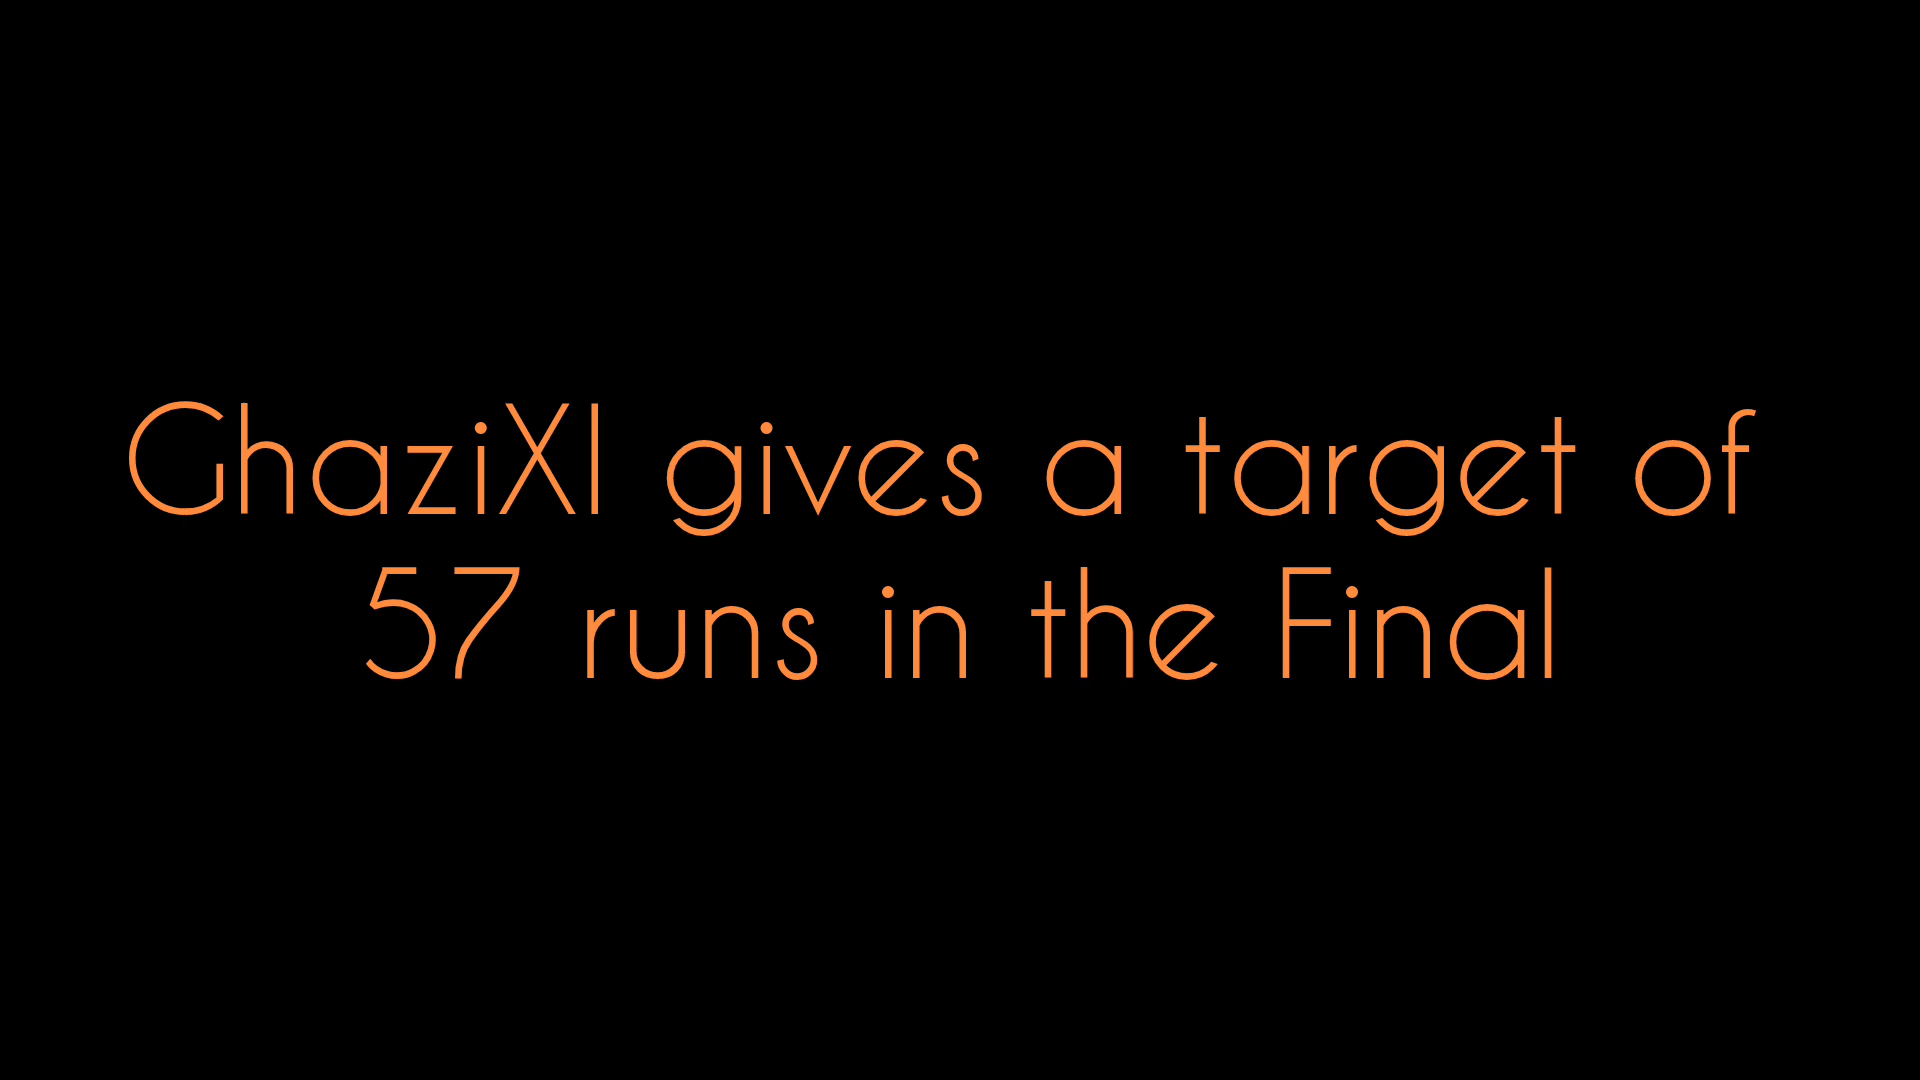 GhaziXI gives a target of
57 runs in the Final